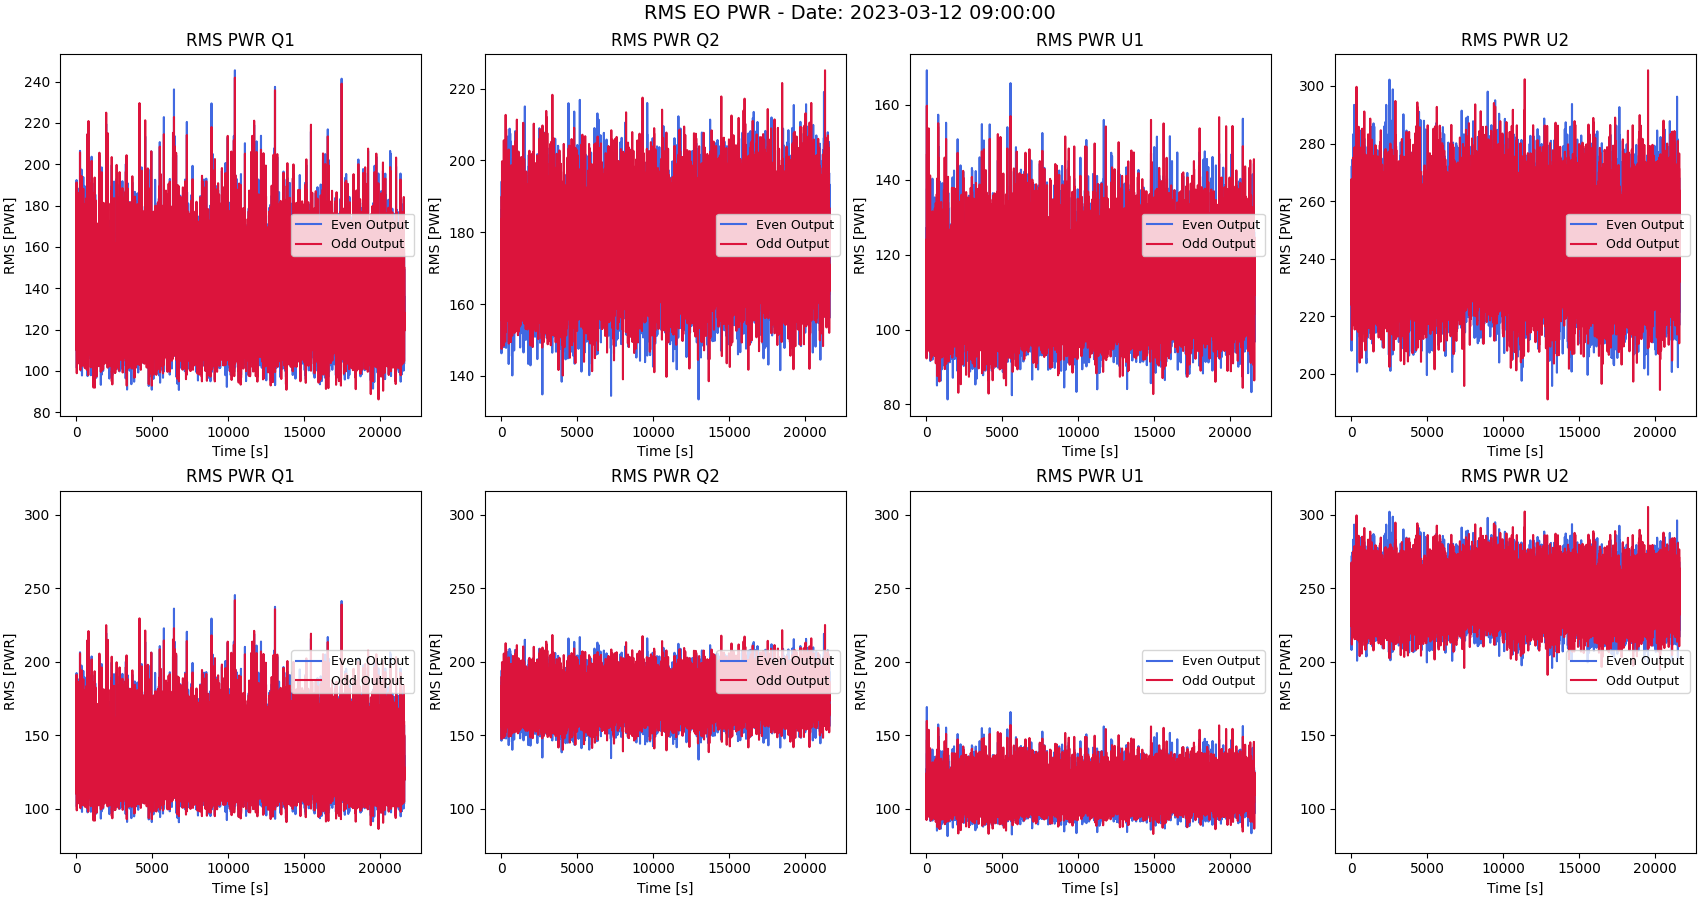 RMS EO PWR - Date: 2023-03-12 09:00:00
RMS PWR Q1
RMS [PWR]
240
220
200
180
160
140
120
100
80
0 5000 10000 15000 20000
Time [s]
Even Output
Odd Output
RMS PWR Q2
RMS [PWR]
220
200
180
160
140
0 5000 10000 15000 20000
Time [s]
Even Output
Odd Output
RMS PWR U1
RMS [PWR]
160
140
120
100
80
0 5000 10000 15000 20000
Time [s]
Even Output
Odd Output
RMS PWR U2
RMS [PWR]
300
280
260
240
220
200
0 5000 10000 15000 20000
Time [s]
Even Output
Odd Output
RMS PWR Q1
RMS [PWR]
300
250
200
150
100
0 5000 10000 15000 20000
Time [s]
Even Output
Odd Output
RMS PWR Q2
RMS [PWR]
300
250
200
150
100
0 5000 10000 15000 20000
Time [s]
Even Output
Odd Output
RMS PWR U1
RMS [PWR]
300
250
200
150
100
0 5000 10000 15000 20000
Time [s]
Even Output
Odd Output
RMS PWR U2
RMS [PWR]
300
250
200
150
100
0 5000 10000 15000 20000
Time [s]
Even Output
Odd Output